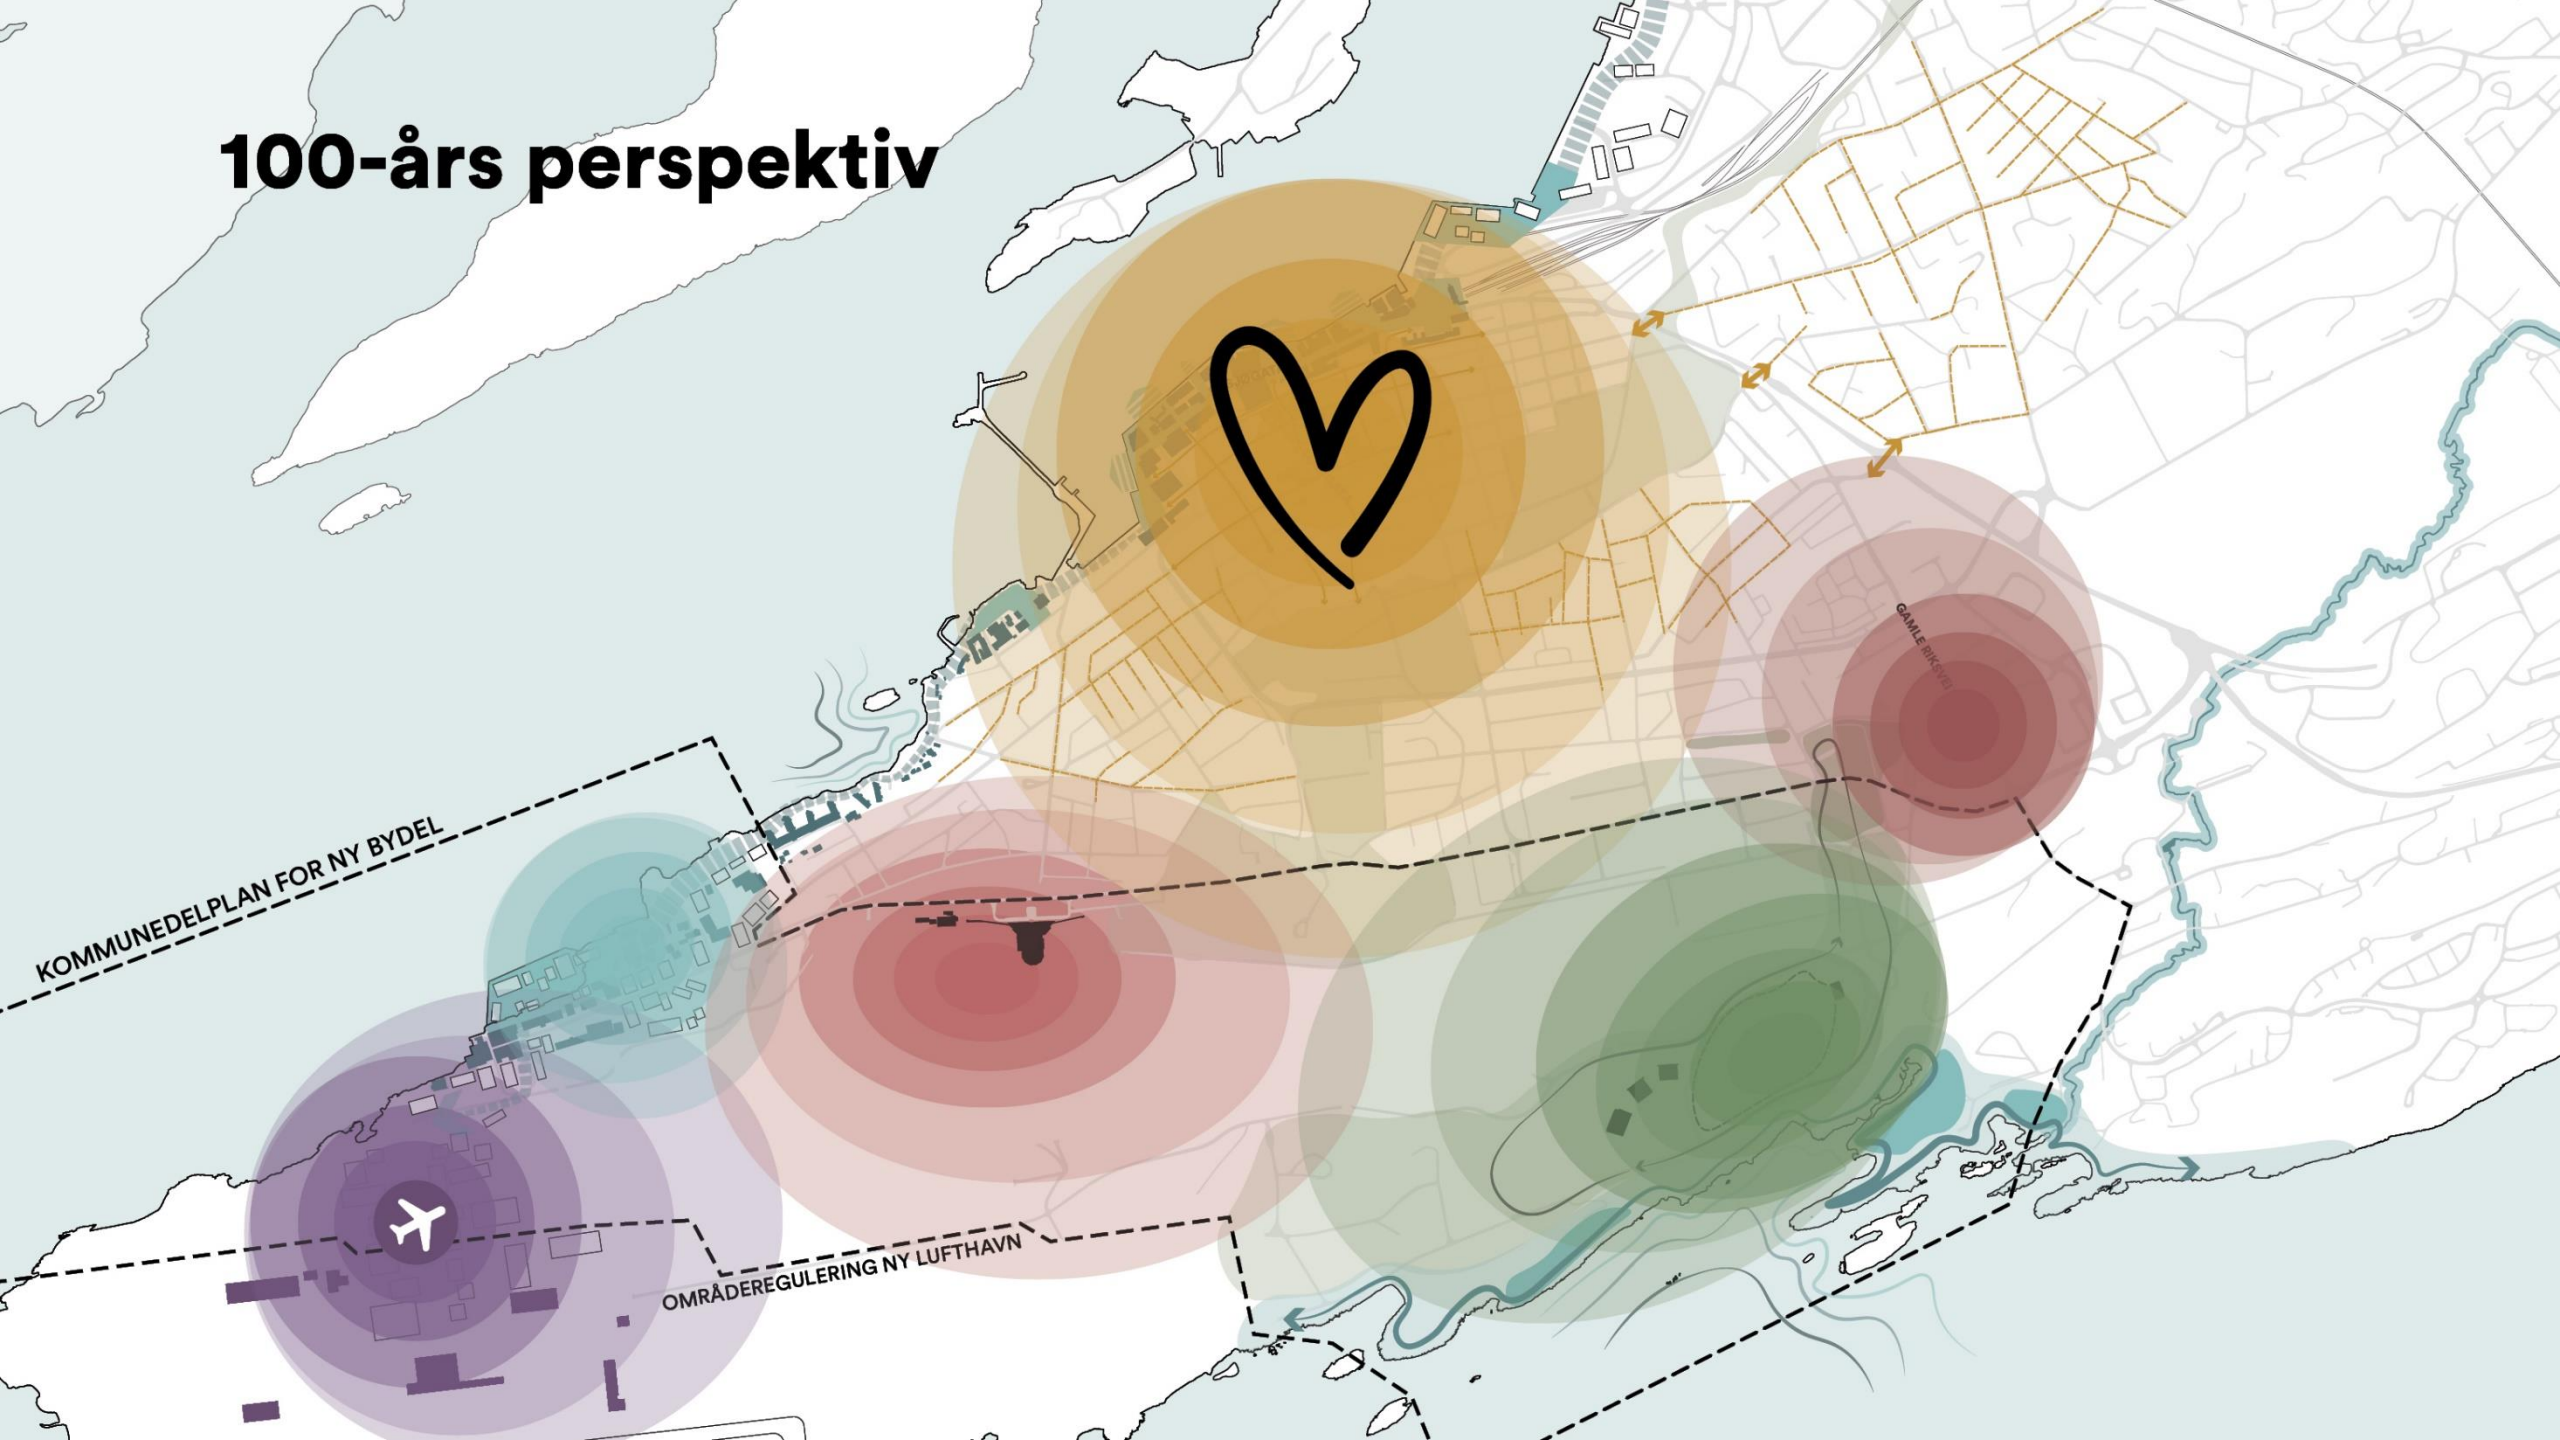 100-års perspektiv
GAMLE RIKSVEI
KOMMUNEDELPLAN FOR NY BYDEL
OMRÅDEREGULERING NY LUFTHAVN